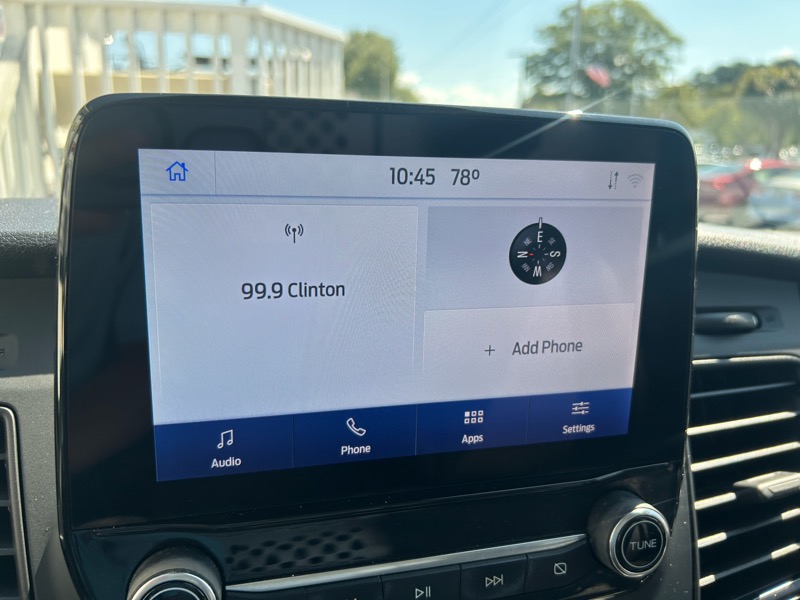 10:45 78º
99.9 Clinton
E
N S
W
+ Add Phone
Audio
Phone
Apps
Settings
TUNE